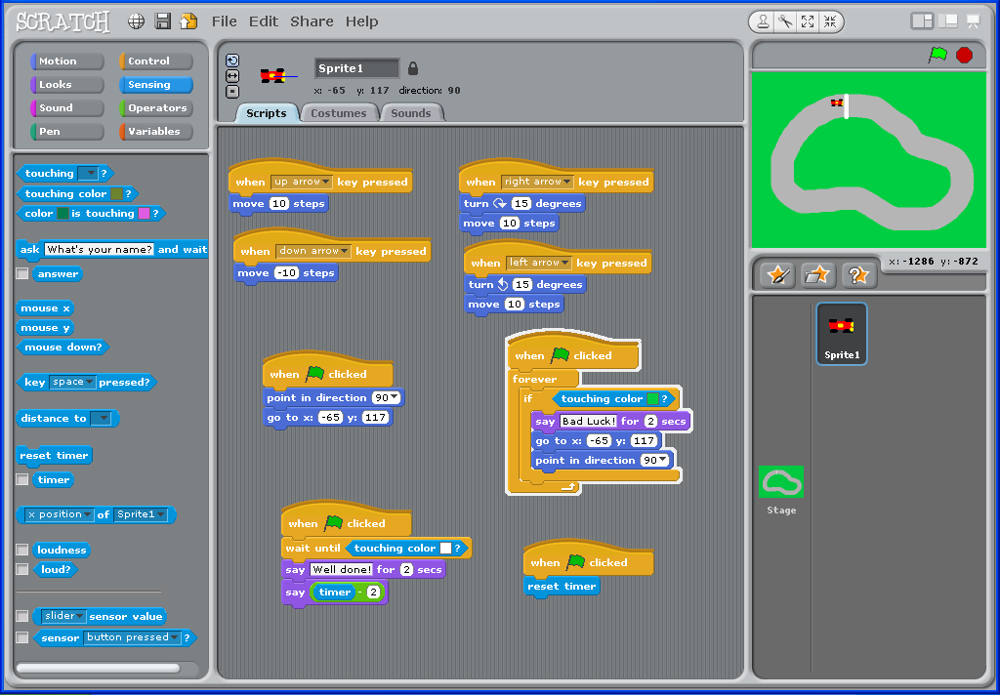 SCRATCH File Edit Share Help
Motion Control
Looks Sensing
Sound Operators
Pen Variables
touching ?
touching color ?
color is touching ?
ask What's your name? and wait
answer
mouse x
mouse y
mouse down?
key space pressed?
distance to
reset timer
timer
x position of Sprite1
loudness
loud?
slider sensor value
sensor button pressed ?
Sprite1
x: -65 y: 117 direction: 90
Scripts Costumes Sounds
when up arrow key pressed
move 10 steps
when down arrow key pressed
move -10 steps
when right arrow key pressed
turn 15 degrees
move 10 steps
when left arrow key pressed
turn 15 degrees
move 10 steps
when clicked
point in direction 90
go to x: -65 y: 117
when clicked
forever
if touching color ?
say Bad Luck! for 2 secs
go to x: -65 y: 117
point in direction 90
when clicked
wait until touching color ?
say Well done! for 2 secs
say timer - 2
when clicked
reset timer
x: -1286 y: -872
Sprite1
Stage